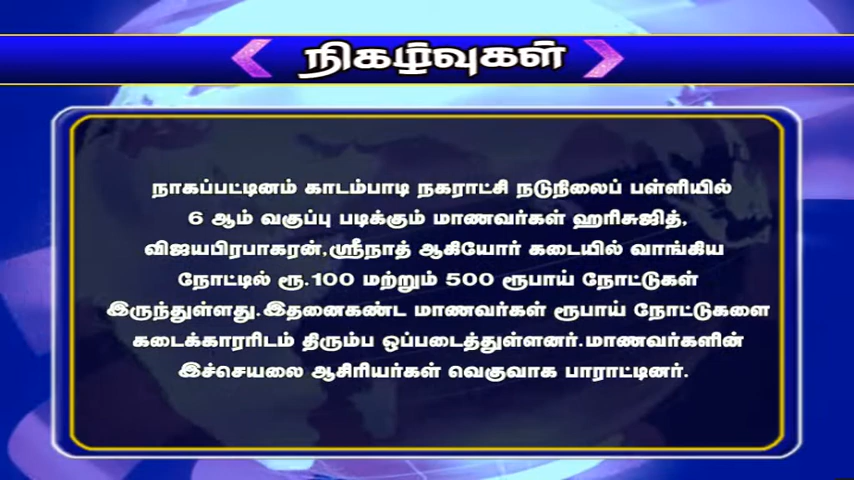 நிகழ்வுகள்
நாகப்பட்டினம் காடம்பாடி நகராட்சி நடுநிலைப் பள்ளியில்
6 ஆம் வகுப்பு படிக்கும் மாணவர்கள் ஹரிசுஜித்,
விஜயபிரபாகரன்,ஸ்ரீநாத் ஆகியோர் கடையில் வாங்கிய
நோட்டில் ரூ.100 மற்றும் 500 ரூபாய் நோட்டுகள்
இருந்துள்ளது.இதனைகண்ட மாணவர்கள் ரூபாய் நோட்டுகளை
கடைக்காரரிடம் திரும்ப ஒப்படைத்துள்ளனர்.மாணவர்களின்
இச்செயலை ஆசிரியர்கள் வெகுவாக பாராட்டினர்.